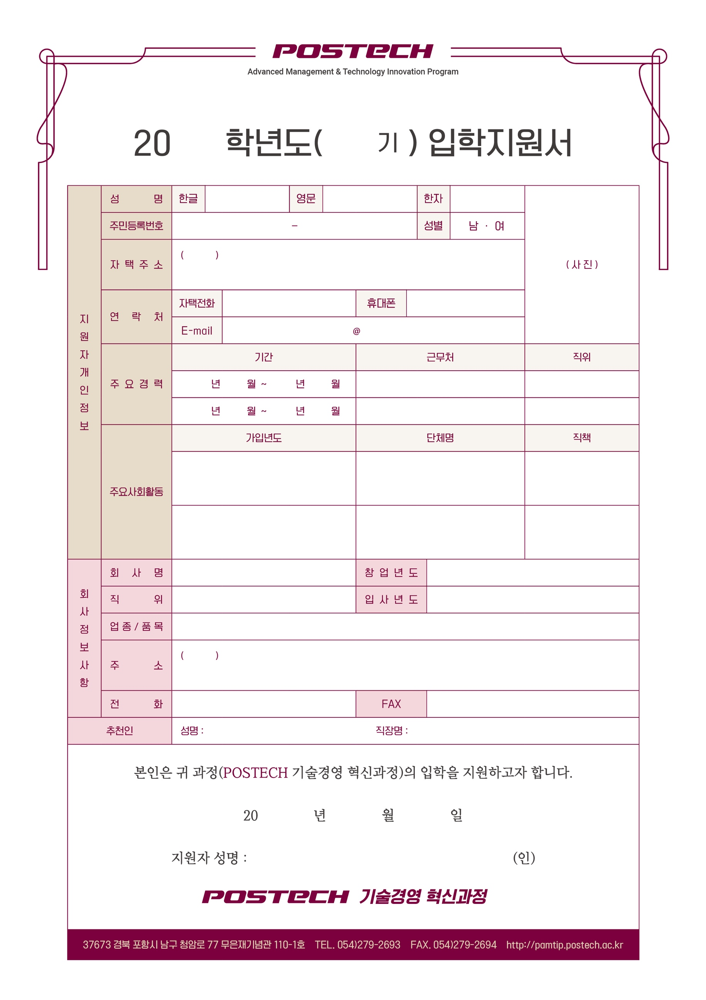 POSTECH
Advanced Management & Technology Innovation Program
20 학년도( 기 ) 입학지원서
지원자개인정보
성 명 한글 영문 한자
주민등록번호 – 성별 남 · 여
자택주소 ( )
(사진)
연락처 자택전화 휴대폰
E-mail @
주요경력 기간 근무처 직위
년 월 ~ 년 월
년 월 ~ 년 월
주요사회활동 가입년도 단체명 직책
회사정보사항
회사명 창업년도
직위 입사년도
업종/품목
주소 ( )
전화 FAX
추천인 성명 : 직장명 :
본인은 귀 과정(POSTECH 기술경영 혁신과정)의 입학을 지원하고자 합니다.
20 년 월 일
지원자 성명 : (인)
POSTECH 기술경영 혁신과정
37673 경북 포항시 남구 청암로 77 무은재기념관 110-1호 TEL. 054)279-2693 FAX. 054)279-2694 http://pamtip.postech.ac.kr